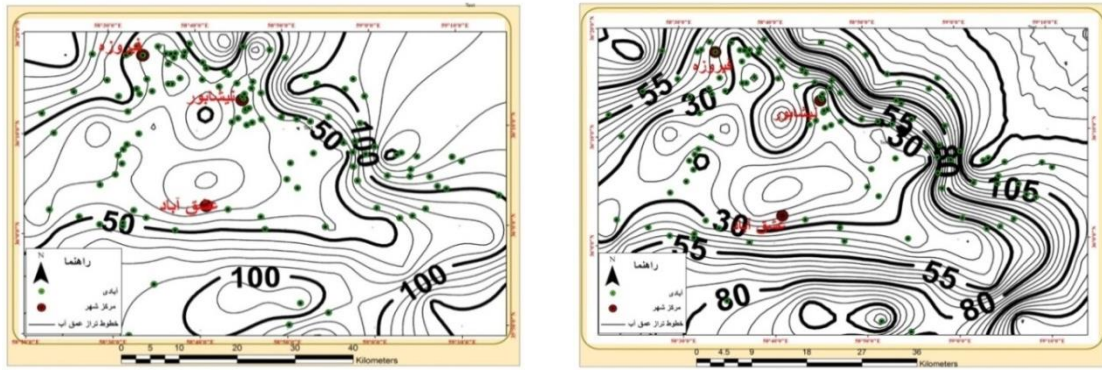 فیروزه
نیشابور
50
100
عشق آباد
50
100
100
N
راهنما
آبادی
مرکز شهر
خطوط تراز عمق آب
0 5 10 20 30 40
Kilometers
فیروزه
55
30
نیشابور
55
30
80
105
30
عشق آباد
55
55
80
80
N
راهنما
آبادی
مرکز شهر
خطوط تراز عمق آب
0 4.5 9 18 27 36
Kilometers